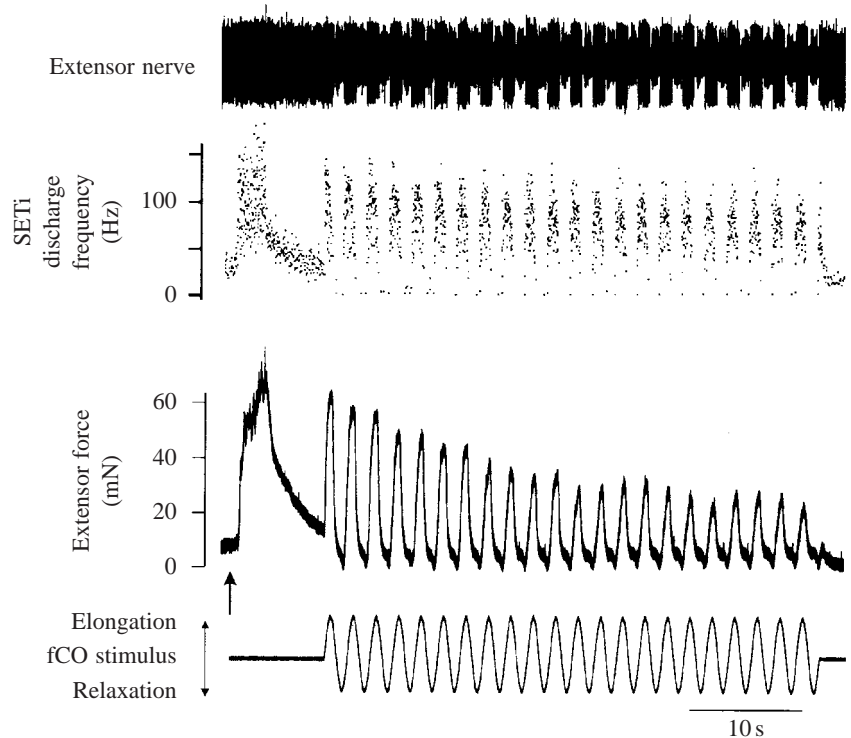 Extensor nerve
SETi
discharge
frequency
(Hz)
100
0
Extensor force
(mN)
60
40
20
0
Elongation
fCO stimulus
Relaxation
10 s